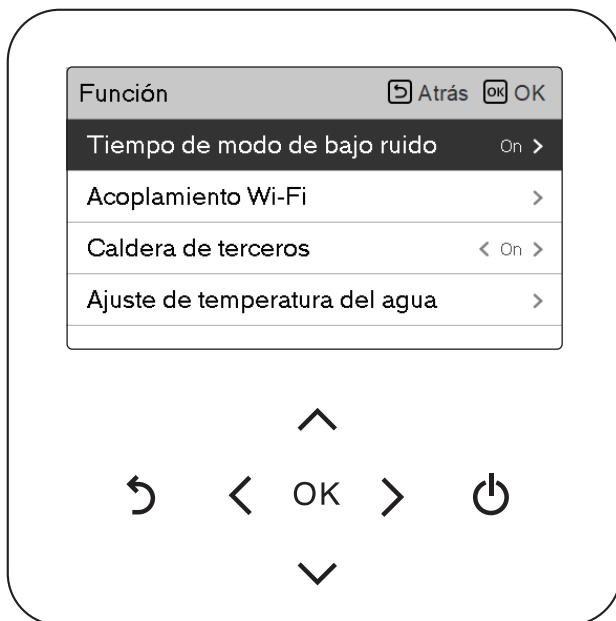 Función Atrás OK OK
Tiempo de modo de bajo ruido On >
Acoplamiento Wi-Fi >
Caldera de terceros < On >
Ajuste de temperatura del agua >
OK